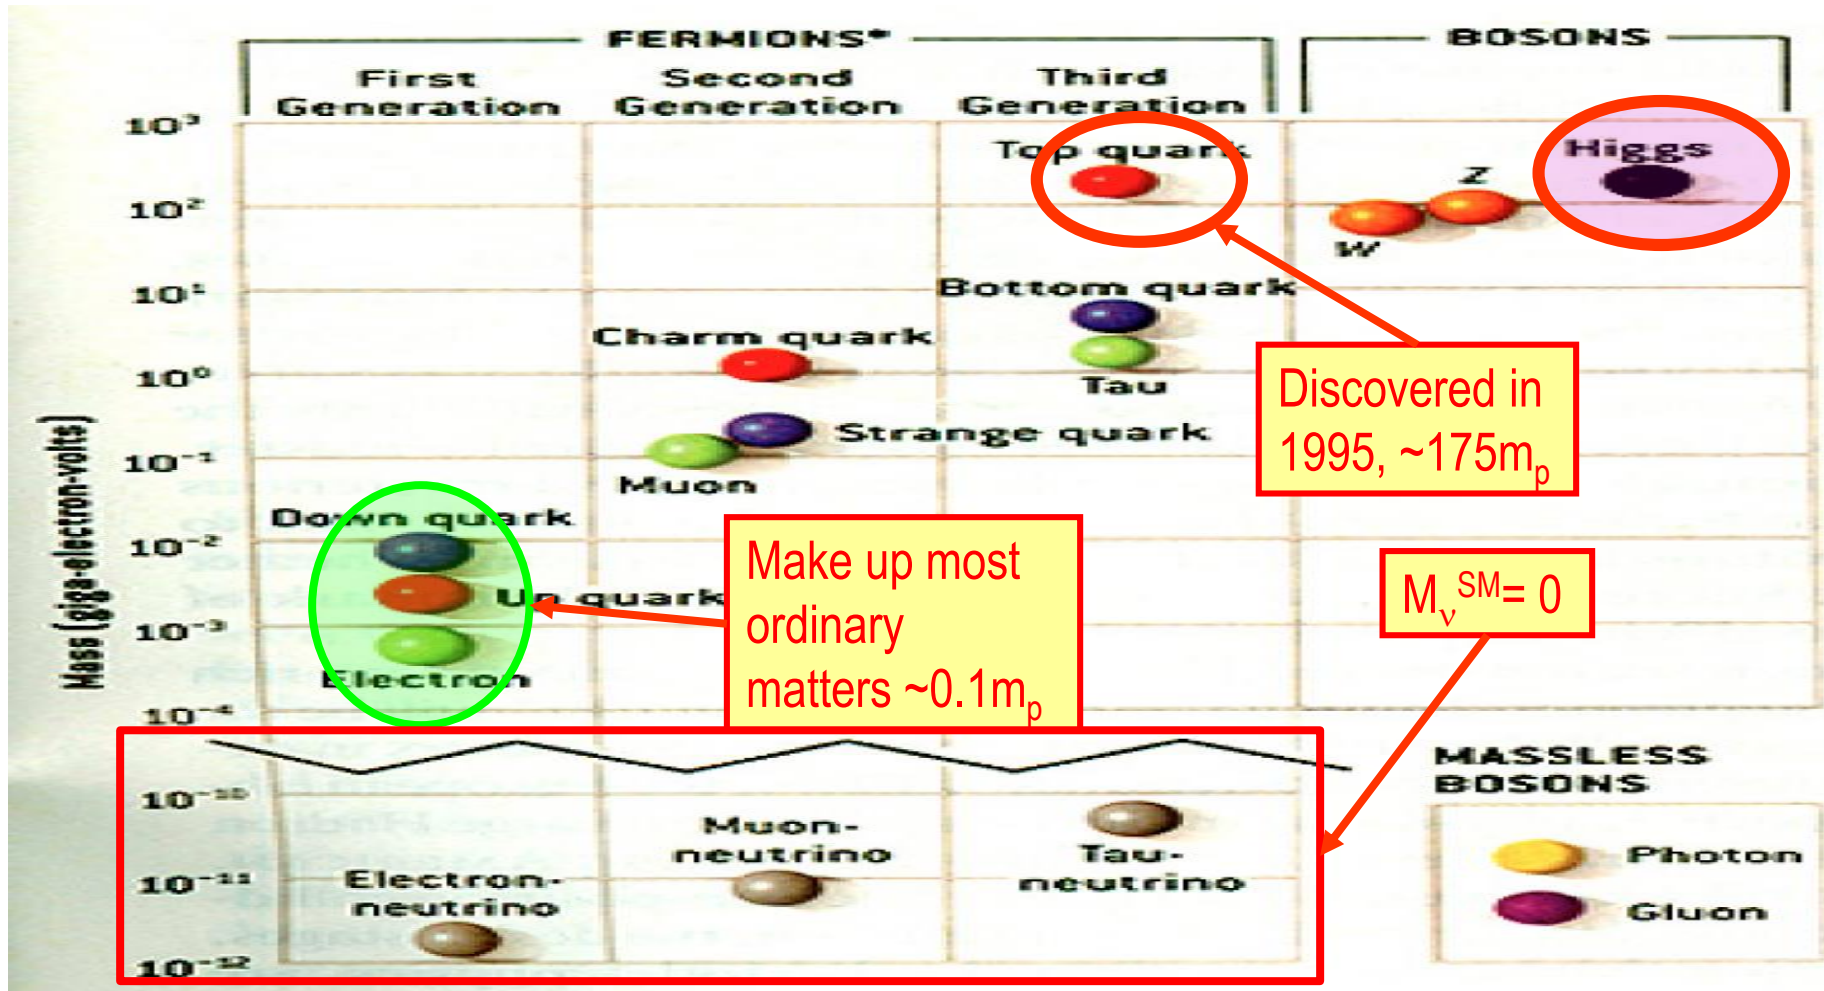 FERMIONS*
BOSONS
First
Generation
Second
Generation
Third
Generation
10³
10²
10¹
10⁰
10⁻¹
10⁻²
10⁻³
10⁻⁴
10⁻¹⁰
10⁻¹¹
10⁻¹²
Mass (giga-electron-volts)
Top quark
Higgs
Z
W
Bottom quark
Charm quark
Tau
Strange quark
Muon
Down quark
Up quark
Electron
Discovered in
1995, ~175mₚ
Make up most
ordinary
matters ~0.1mₚ
Mᵥˢᴹ= 0
Muon-
neutrino
Tau-
neutrino
Electron-
neutrino
MASSLESS
BOSONS
Photon
Gluon